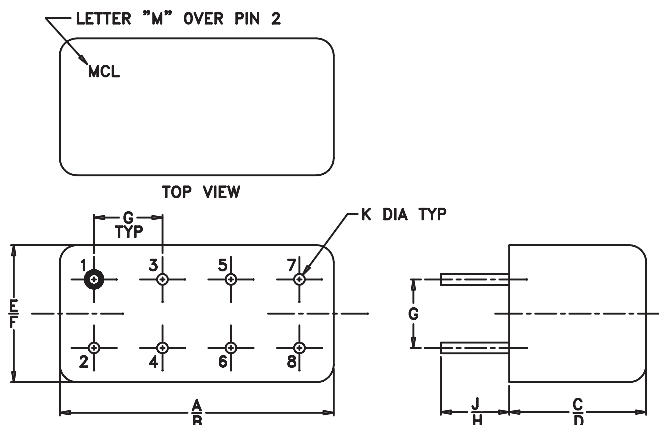 LETTER "M" OVER PIN 2
MCL
TOP VIEW
G
TYP
K DIA TYP
1 3 5 7
E
F
G
2 4 6 8
A
B
J
H
C
D